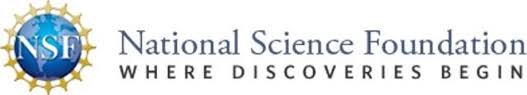 NSF
National Science Foundation
WHERE DISCOVERIES BEGIN